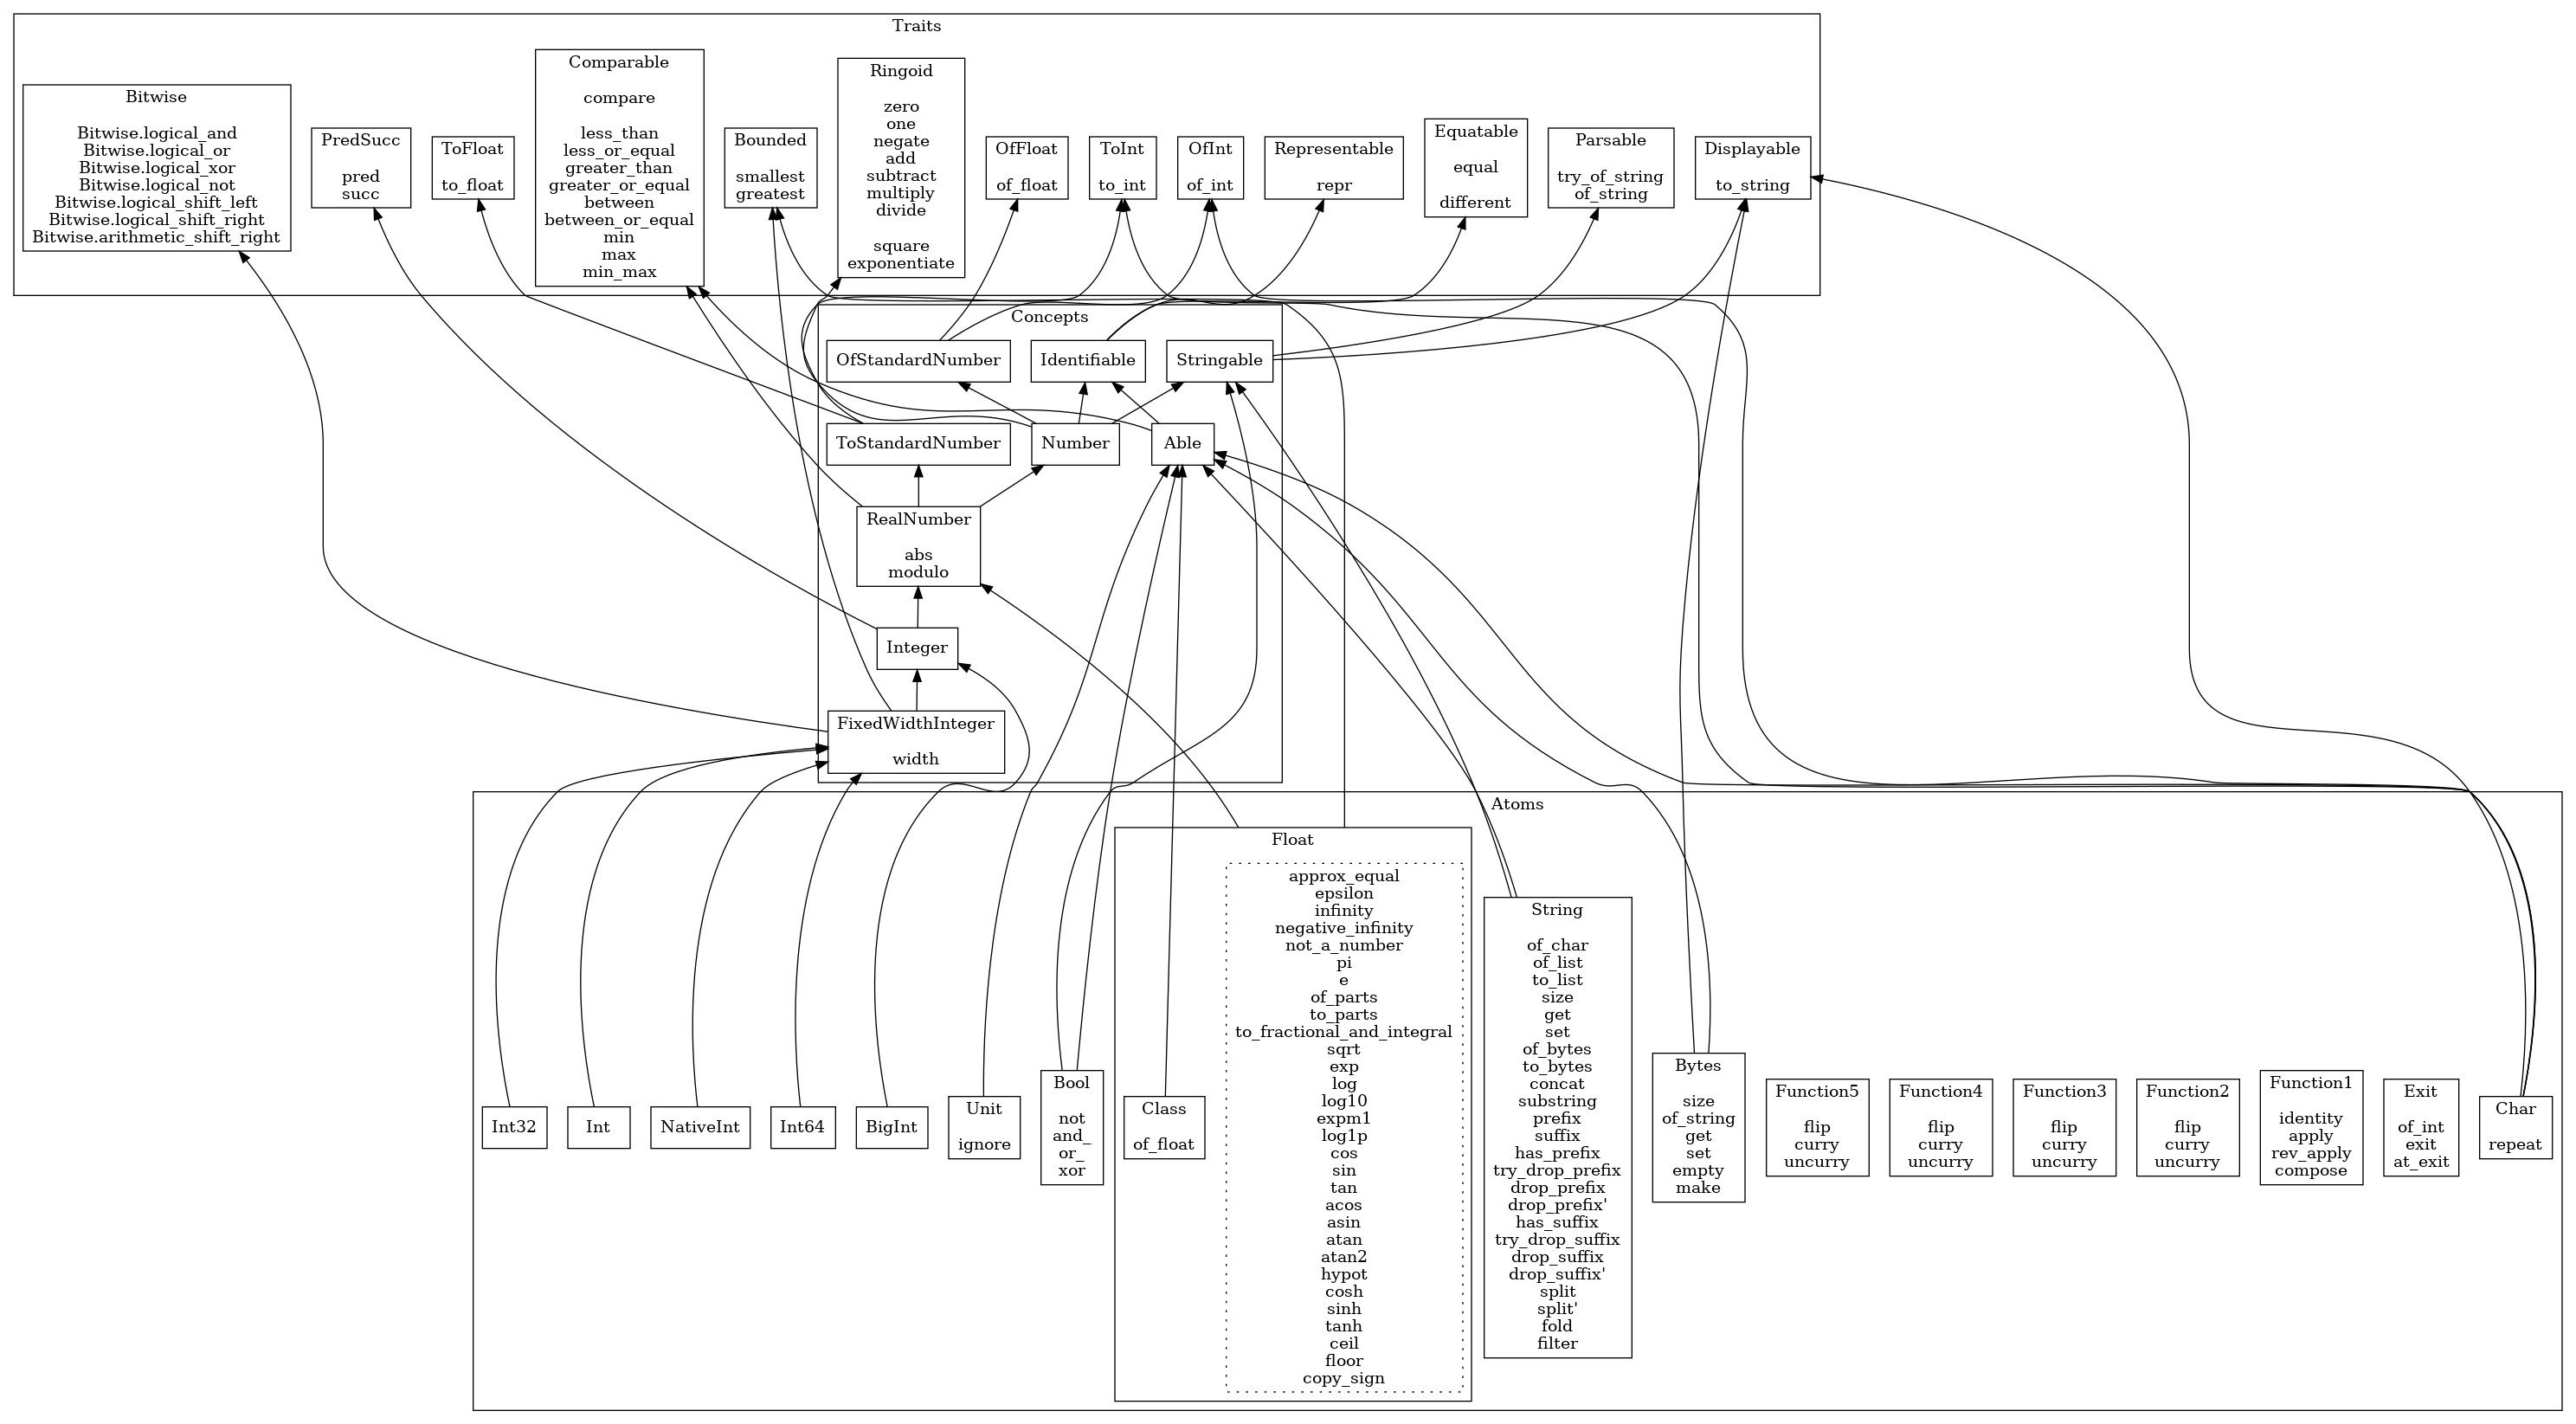 Traits
Bitwise
Bitwise.logical_and
Bitwise.logical_or
Bitwise.logical_xor
Bitwise.logical_not
Bitwise.logical_shift_left
Bitwise.logical_shift_right
Bitwise.arithmetic_shift_right
PredSucc
pred
succ
ToFloat
to_float
Comparable
compare
less_than
less_or_equal
greater_than
greater_or_equal
between
between_or_equal
min
max
min_max
Bounded
smallest
greatest
Ringoid
zero
one
negate
add
subtract
multiply
divide
square
exponentiate
OfFloat
of_float
ToInt
to_int
OfInt
of_int
Representable
repr
Equatable
equal
different
Parsable
try_of_string
of_string
Displayable
to_string
Concepts
OfStandardNumber
Identifiable
Stringable
ToStandardNumber
Number
Able
RealNumber
abs
modulo
Integer
FixedWidthInteger
width
Atoms
Int32
Int
NativeInt
Int64
BigInt
Unit
ignore
Bool
not
and_
or_
xor
Float
Class
of_float
approx_equal
epsilon
infinity
negative_infinity
not_a_number
pi
e
of_parts
to_parts
to_fractional_and_integral
sqrt
exp
log
log10
expm1
log1p
cos
sin
tan
acos
asin
atan
atan2
hypot
cosh
sinh
tanh
ceil
floor
copy_sign
String
of_char
of_list
to_list
size
get
set
of_bytes
to_bytes
concat
substring
prefix
suffix
has_prefix
try_drop_prefix
drop_prefix
drop_prefix'
has_suffix
try_drop_suffix
drop_suffix
drop_suffix'
split
split'
fold
filter
Bytes
size
of_string
get
set
empty
make
Function5
flip
curry
uncurry
Function4
flip
curry
uncurry
Function3
flip
curry
uncurry
Function2
flip
curry
uncurry
Function1
identity
apply
rev_apply
compose
Exit
of_int
exit
at_exit
Char
repeat